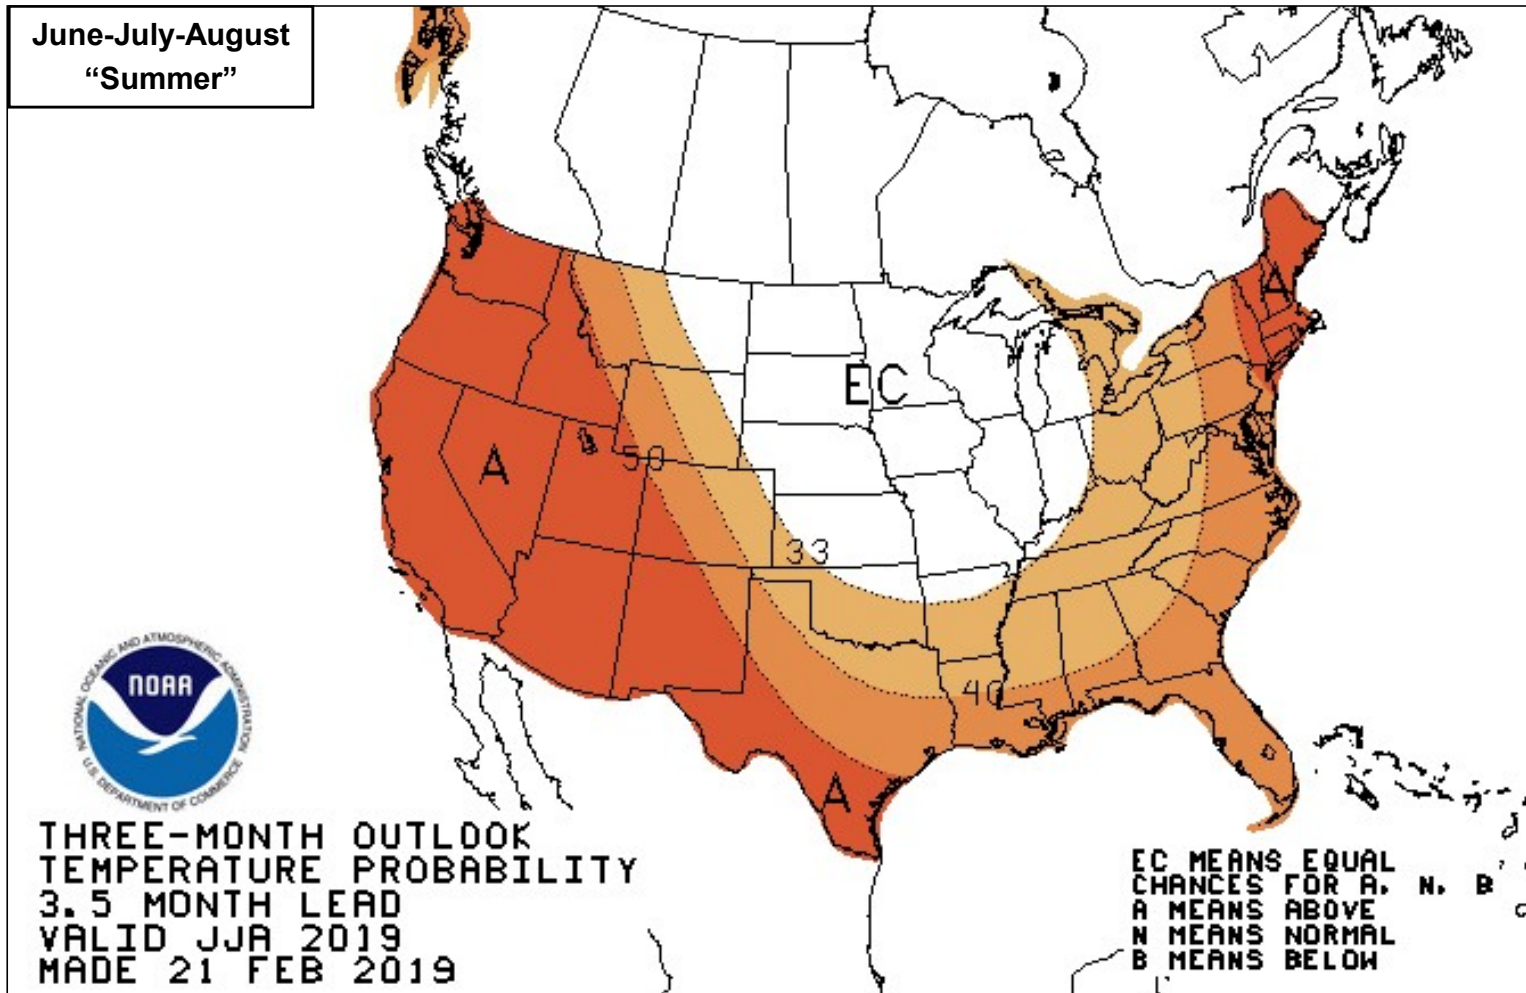 June-July-August
“Summer”
A
EC
A
50
33
40
A
NATIONAL OCEANIC AND ATMOSPHERIC ADMINISTRATION
NOAA
U.S. DEPARTMENT OF COMMERCE
THREE-MONTH OUTLOOK
TEMPERATURE PROBABILITY
3.5 MONTH LEAD
VALID JJA 2019
MADE 21 FEB 2019
EC MEANS EQUAL
CHANCES FOR A, N, B
A MEANS ABOVE
N MEANS NORMAL
B MEANS BELOW